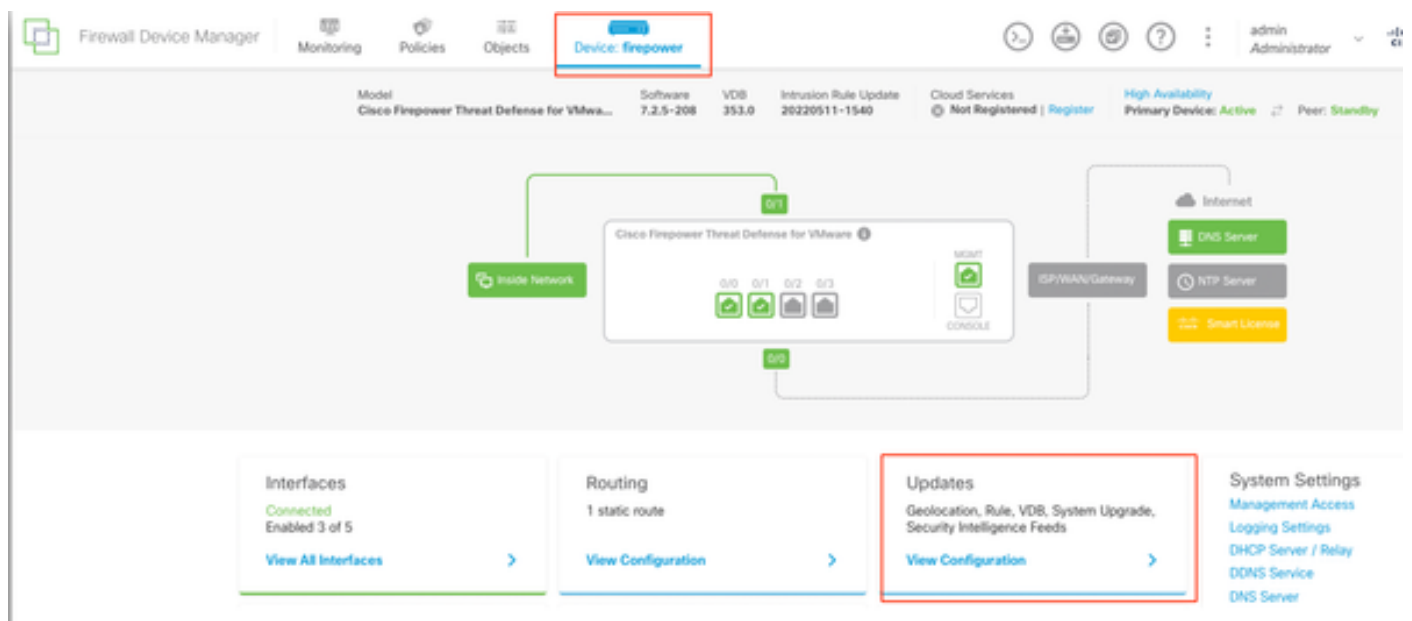 Firewall Device Manager
Monitoring
Policies
Objects
Device: firepower
admin
Administrator
Model
Cisco Firepower Threat Defense for VMwa...
Software
7.2.5-208
VDB
353.0
Intrusion Rule Update
20220511-1540
Cloud Services
Not Registered | Register
High Availability
Primary Device: Active
Peer: Standby
0/1
Internet
Cisco Firepower Threat Defense for VMware
DNS Server
MGMT
Inside Network
0/0 0/1 0/2 0/3
ISP/WAN/Gateway
NTP Server
CONSOLE
Smart License
0/0
Interfaces
Connected
Enabled 3 of 5
View All Interfaces
Routing
1 static route
View Configuration
Updates
Geolocation, Rule, VDB, System Upgrade,
Security Intelligence Feeds
View Configuration
System Settings
Management Access
Logging Settings
DHCP Server / Relay
DDNS Service
DNS Server